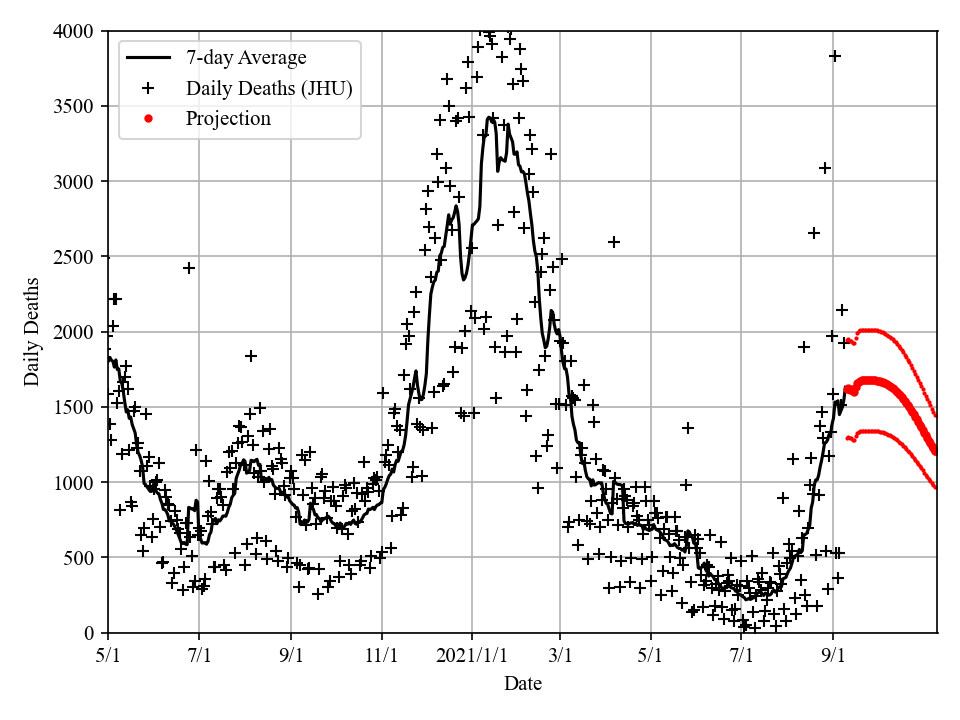 4000
3500
3000
2500
2000
1500
1000
500
0
Daily Deaths
7-day Average
Daily Deaths (JHU)
Projection
5/1 7/1 9/1 11/1 2021/1/1 3/1 5/1 7/1 9/1
Date